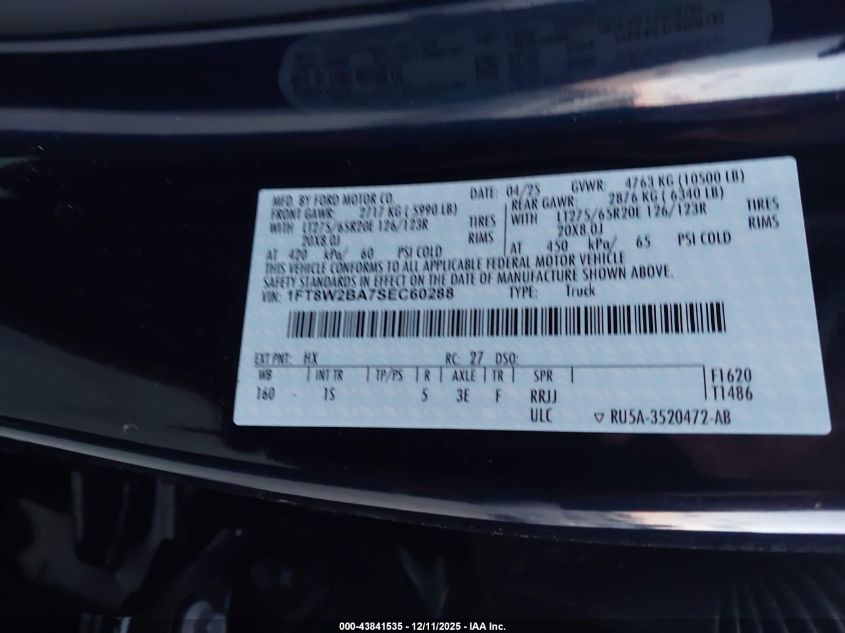 MFD. BY FORD MOTOR CO. DATE: 04/25 GVWR: 4763 KG (10500 LB)
FRONT GAWR: 2717 KG ( 5990 LB) REAR GAWR: 2876 KG ( 6340 LB)
WITH LT275/65R20E 126/123R TIRES WITH LT275/65R20E 126/123R TIRES
20X8.0J RIMS 20X8.0J RIMS
AT 420 kPa/ 60 PSI COLD AT 450 kPa/ 65 PSI COLD
THIS VEHICLE CONFORMS TO ALL APPLICABLE FEDERAL MOTOR VEHICLE
SAFETY STANDARDS IN EFFECT ON THE DATE OF MANUFACTURE SHOWN ABOVE.
VIN: 1FT8W2BA7SEC60288 TYPE: Truck
EXT PNT: HX RC: 27 DSO:
WB INT TR TP/PS R AXLE TR SPR F1620
160 - 1S 5 3E F RRJJ T1486
ULC ▽ RU5A-3520472-AB
000-43841535 - 12/11/2025 - IAA Inc.